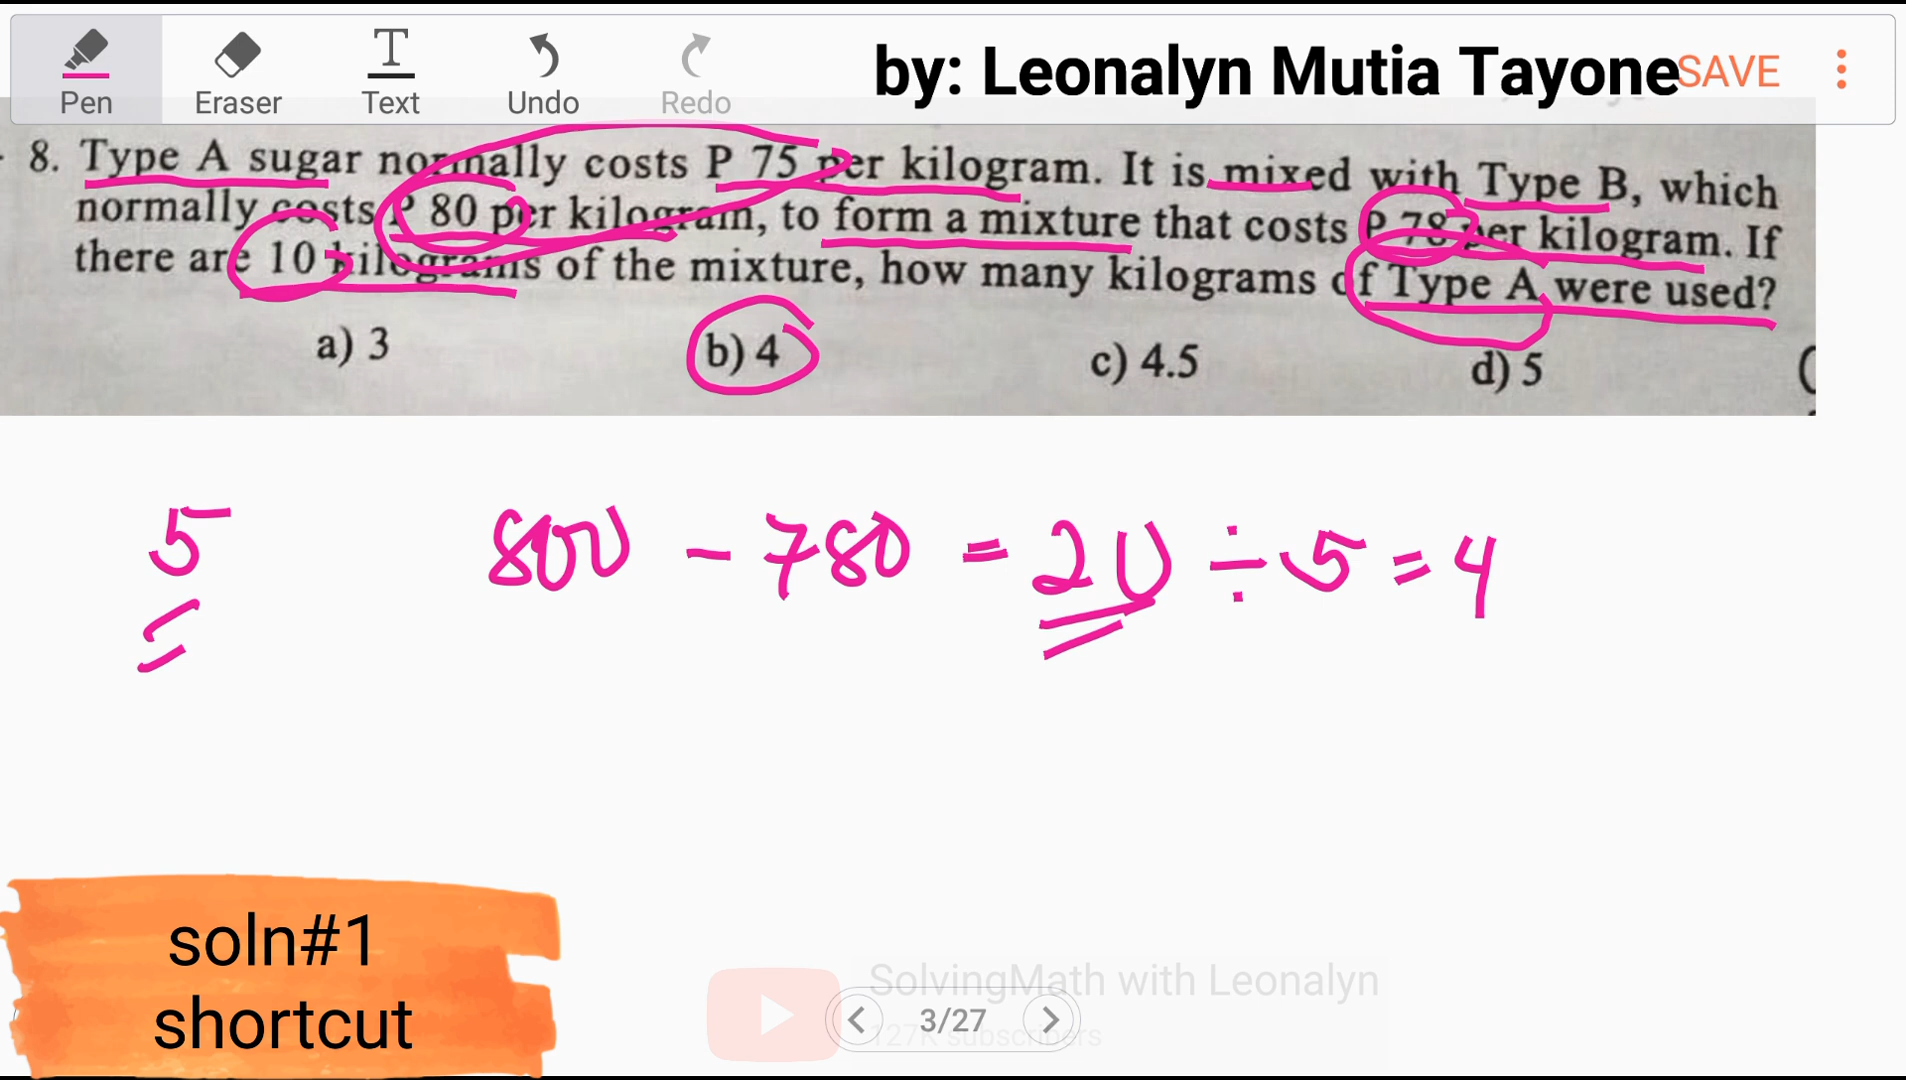 Pen Eraser Text Undo Redo by: Leonalyn Mutia Tayone SAVE
8. Type A sugar normally costs P 75 per kilogram. It is mixed with Type B, which
normally costs P 80 per kilogram, to form a mixture that costs P 78 per kilogram. If
there are 10 kilograms of the mixture, how many kilograms of Type A were used?
a) 3 b) 4 c) 4.5 d) 5
5 800 - 780 = 20 ÷ 5 = 4
soln#1
shortcut
SolvingMath with Leonalyn
3/27
127K subscribers